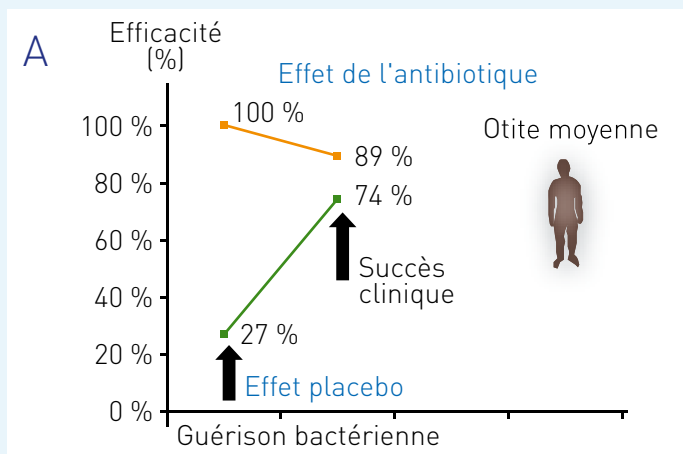 A
Efficacité
(%)
Effet de l'antibiotique
100 %
100 %
Otite moyenne
89 %
80 %
74 %
60 %
Succès
clinique
40 %
27 %
20 %
Effet placebo
0 %
Guérison bactérienne